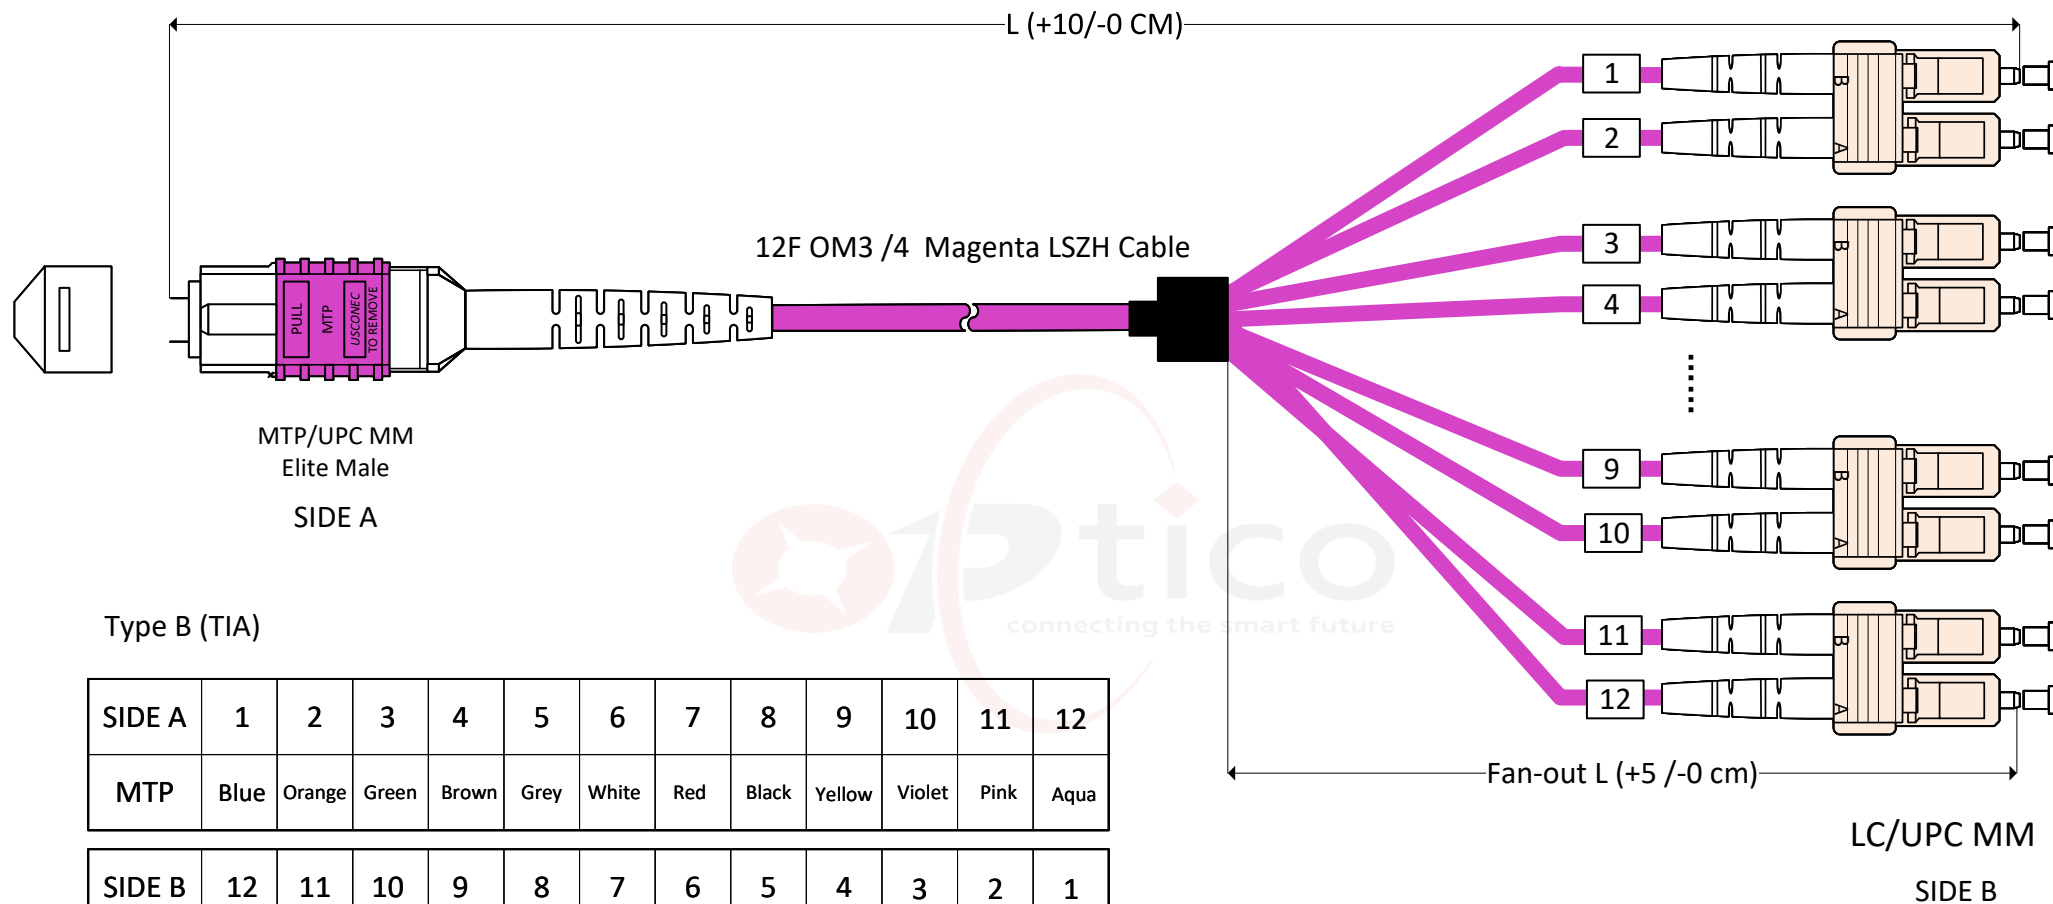 L (+10/-0 CM)
1
B
2
A
3
B
12F OM3 /4 Magenta LSZH Cable
4
A
PULL
MTP
USCONEC
TO REMOVE
MTP/UPC MM
Elite Male
SIDE A
9
B
10
A
OPtico
connecting the smart future
11
B
12
A
Type B (TIA)
SIDE A 1 2 3 4 5 6 7 8 9 10 11 12
MTP Blue Orange Green Brown Grey White Red Black Yellow Violet Pink Aqua
SIDE B 12 11 10 9 8 7 6 5 4 3 2 1
Fan-out L (+5 /-0 cm)
LC/UPC MM
SIDE B